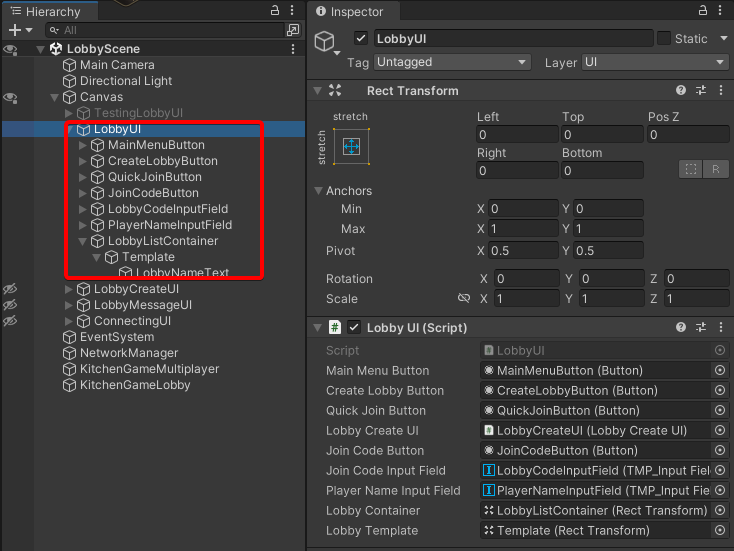 Hierarchy
All
LobbyScene
Main Camera
Directional Light
Canvas
TestingLobbyUI
LobbyUI
MainMenuButton
CreateLobbyButton
QuickJoinButton
JoinCodeButton
LobbyCodeInputField
PlayerNameInputField
LobbyListContainer
Template
LobbyNameText
LobbyCreateUI
LobbyMessageUI
ConnectingUI
EventSystem
NetworkManager
KitchenGameMultiplayer
KitchenGameLobby
Inspector
LobbyUI Static
Tag Untagged Layer UI
Rect Transform
stretch
stretch
Left Top Pos Z
0 0 0
Right Bottom
0 0 R
Anchors
Min X 0 Y 0
Max X 1 Y 1
Pivot X 0.5 Y 0.5
Rotation X 0 Y 0 Z 0
Scale X 1 Y 1 Z 1
# Lobby UI (Script)
Script # LobbyUI
Main Menu Button MainMenuButton (Button)
Create Lobby Button CreateLobbyButton (Button)
Quick Join Button QuickJoinButton (Button)
Lobby Create UI # LobbyCreateUI (Lobby Create UI)
Join Code Button JoinCodeButton (Button)
Join Code Input Field LobbyCodeInputField (TMP_Input Fiel
Player Name Input Field PlayerNameInputField (TMP_Input Fie
Lobby Container LobbyListContainer (Rect Transform)
Lobby Template Template (Rect Transform)